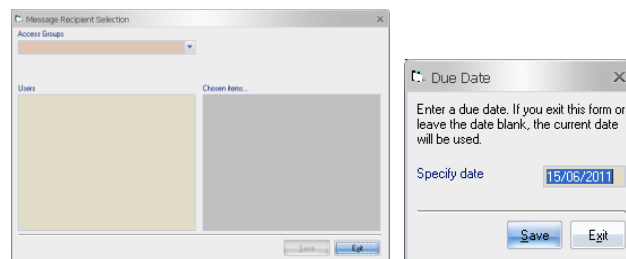 Message Recipient Selection
Access Groups
Users
Chosen items...
Save
Exit
Due Date
Enter a due date. If you exit this form or
leave the date blank, the current date
will be used.
Specify date
15/06/2011
Save
Exit